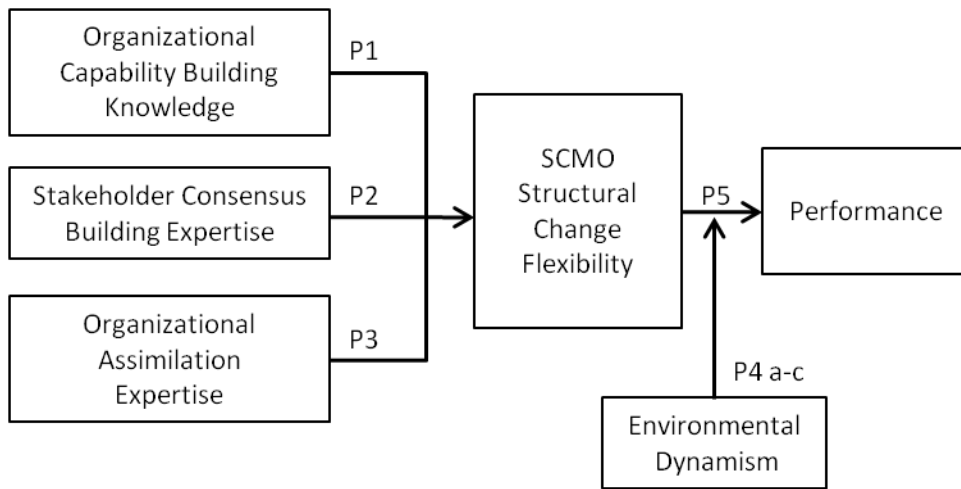 Organizational
Capability Building
Knowledge
P1
Stakeholder Consensus
Building Expertise
P2
Organizational
Assimilation
Expertise
P3
SCMO
Structural
Change
Flexibility
P5
Performance
P4 a-c
Environmental
Dynamism